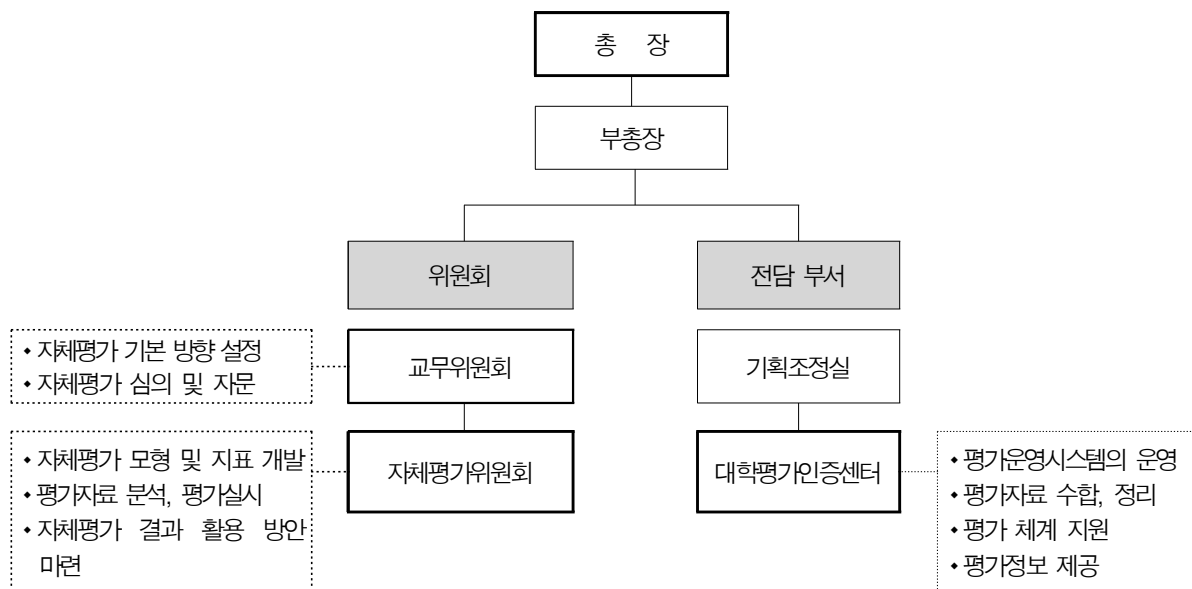 총 장
부총장
위원회
전담 부서
• 자체평가 기본 방향 설정
• 자체평가 심의 및 자문
교무위원회
기획조정실
• 자체평가 모형 및 지표 개발
• 평가자료 분석, 평가실시
• 자체평가 결과 활용 방안
마련
자체평가위원회
대학평가인증센터
• 평가운영시스템의 운영
• 평가자료 수합, 정리
• 평가 체계 지원
• 평가정보 제공